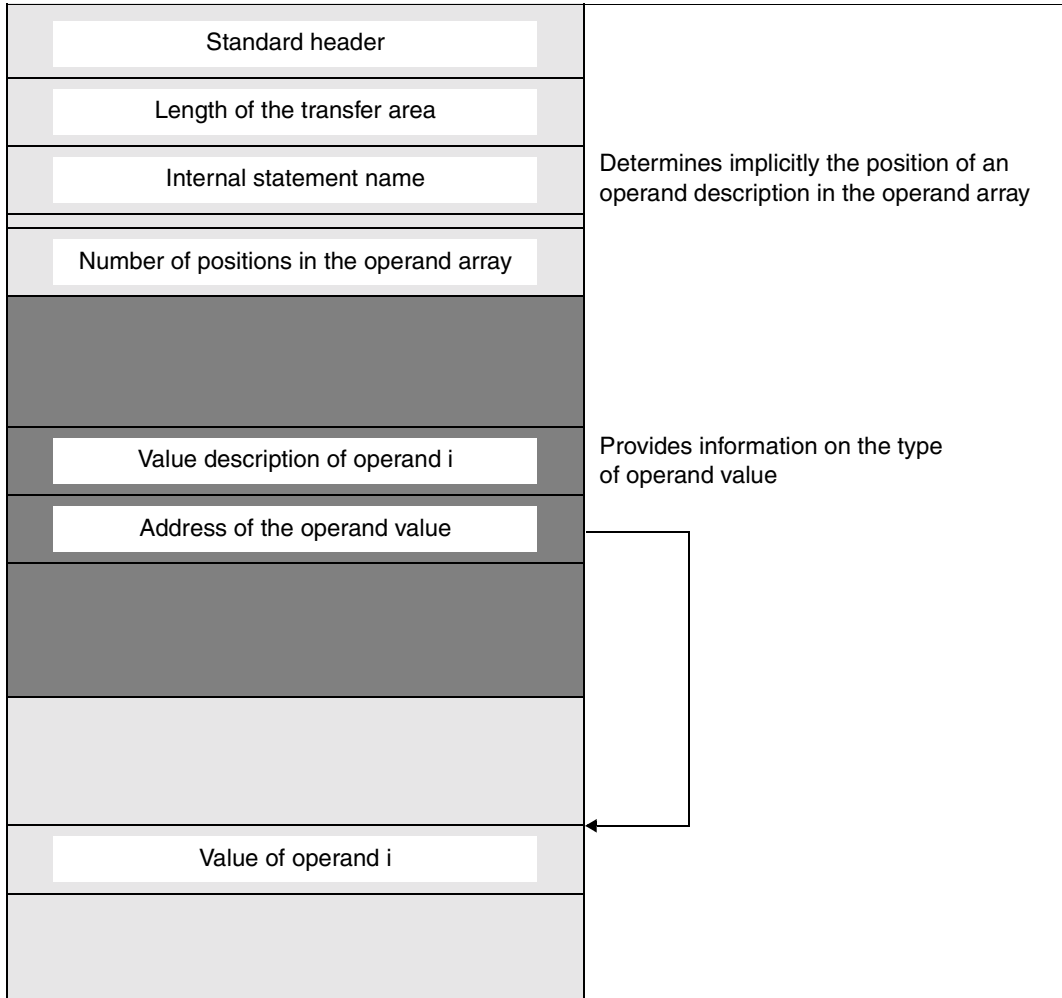 Standard header
Length of the transfer area
Internal statement name
Determines implicitly the position of an
operand description in the operand array
Number of positions in the operand array
Value description of operand i
Provides information on the type
of operand value
Address of the operand value
Value of operand i